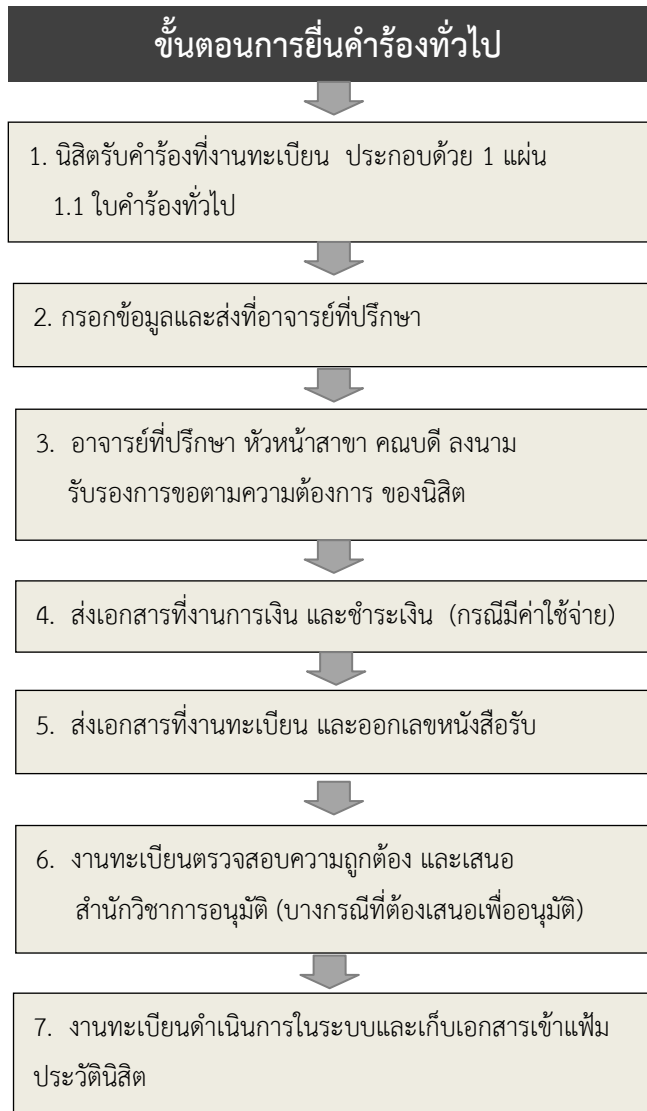 ขั้นตอนการยื่นคำร้องทั่วไป
1. นิสิตรับคำร้องที่งานทะเบียน ประกอบด้วย 1 แผ่น
1.1 ใบคำร้องทั่วไป
2. กรอกข้อมูลและส่งที่อาจารย์ที่ปรึกษา
3. อาจารย์ที่ปรึกษา หัวหน้าสาขา คณบดี ลงนาม
รับรองการขอตามความต้องการ ของนิสิต
4. ส่งเอกสารที่งานการเงิน และชำระเงิน (กรณีมีค่าใช้จ่าย)
5. ส่งเอกสารที่งานทะเบียน และออกเลขหนังสือรับ
6. งานทะเบียนตรวจสอบความถูกต้อง และเสนอ
สำนักวิชาการอนุมัติ (บางกรณีที่ต้องเสนอเพื่ออนุมัติ)
7. งานทะเบียนดำเนินการในระบบและเก็บเอกสารเข้าแฟ้ม
ประวัตินิสิต